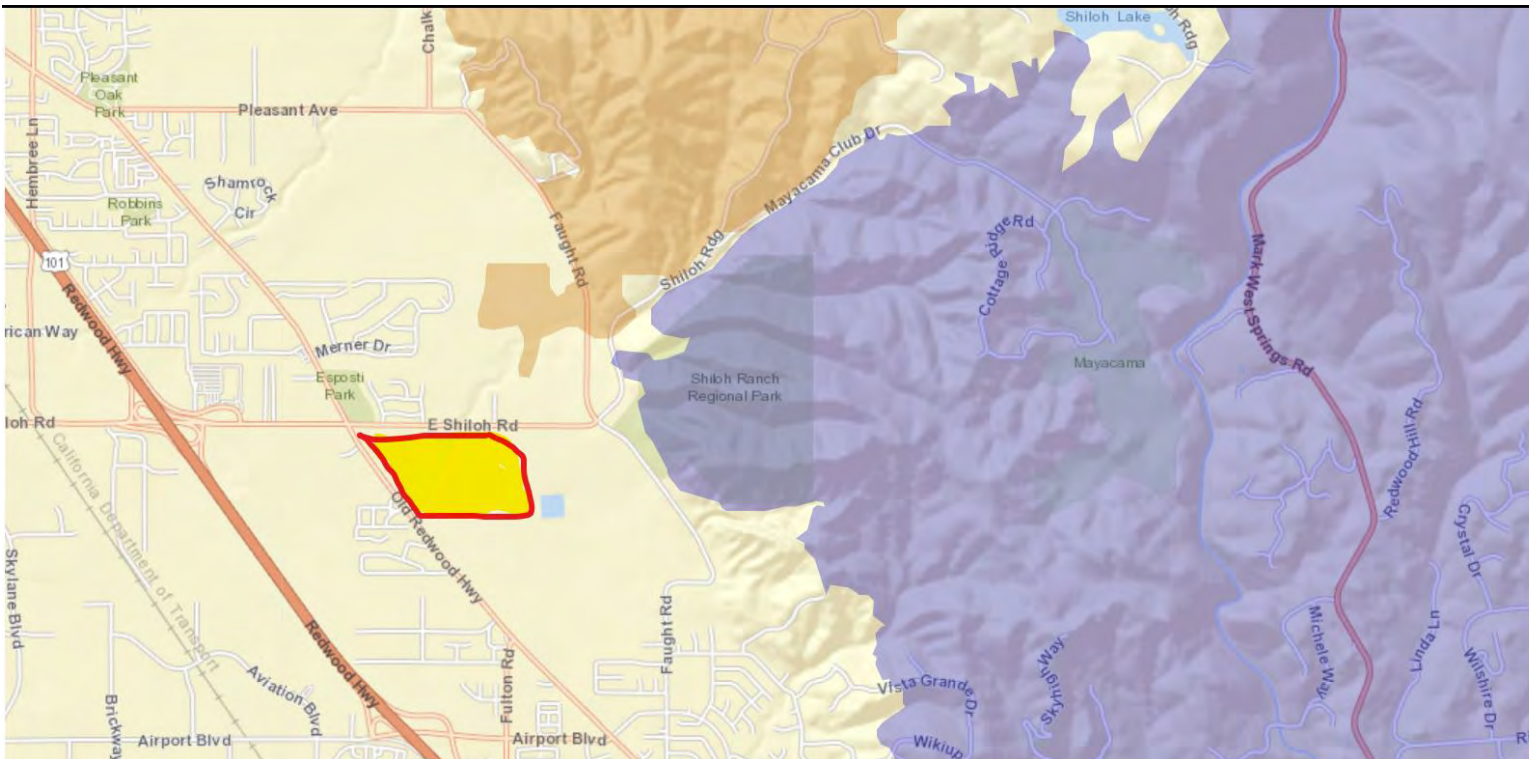 Shiloh Lake
oh Rdg
Chalk
Pleasant
Oak
Park
Pleasant Ave
Hembree Ln
Shamrock
Cir
Robbins
Park
Mayacama Club Dr
Faught Rd
Shiloh Rdg
Cottage Ridge Rd
Mark West Springs Rd
101
Redwood Hwy
rican Way
Merner Dr
Esposti
Park
Shiloh Ranch
Regional Park
Mayacama
loh Rd
E Shiloh Rd
Redwood Hill Rd
California Department of Transport
Old Redwood Hwy
Crystal Dr
Skylane Blvd
Redwood Hwy
Faught Rd
Fulton Rd
Michele Way
Linda Ln
Wilshire Dr
Skyhigh Way
Vista Grande Dr
Aviation Blvd
Brickway
Airport Blvd
Airport Blvd
Wikiup
R